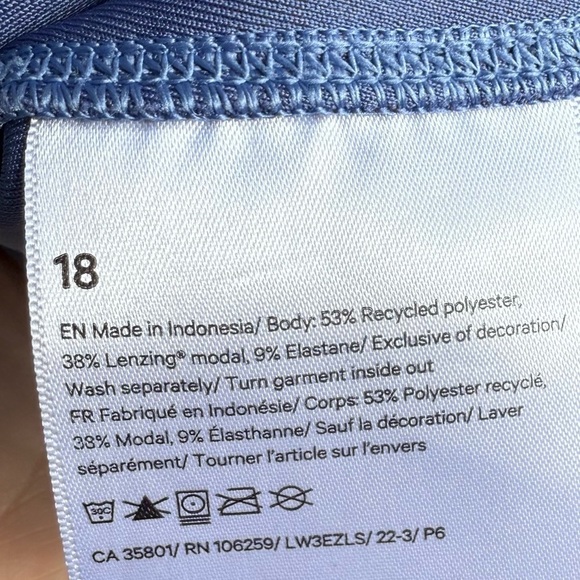 18
EN Made in Indonesia/ Body: 53% Recycled polyester,
38% Lenzing® modal, 9% Elastane/ Exclusive of decoration/
Wash separately/ Turn garment inside out
FR Fabriqué en Indonésie/ Corps: 53% Polyester recyclé,
38% Modal, 9% Élasthanne/ Sauf la décoration/ Laver
séparément/ Tourner l'article sur l'envers
30C
CA 35801/ RN 106259/ LW3EZLS/ 22-3/ P6